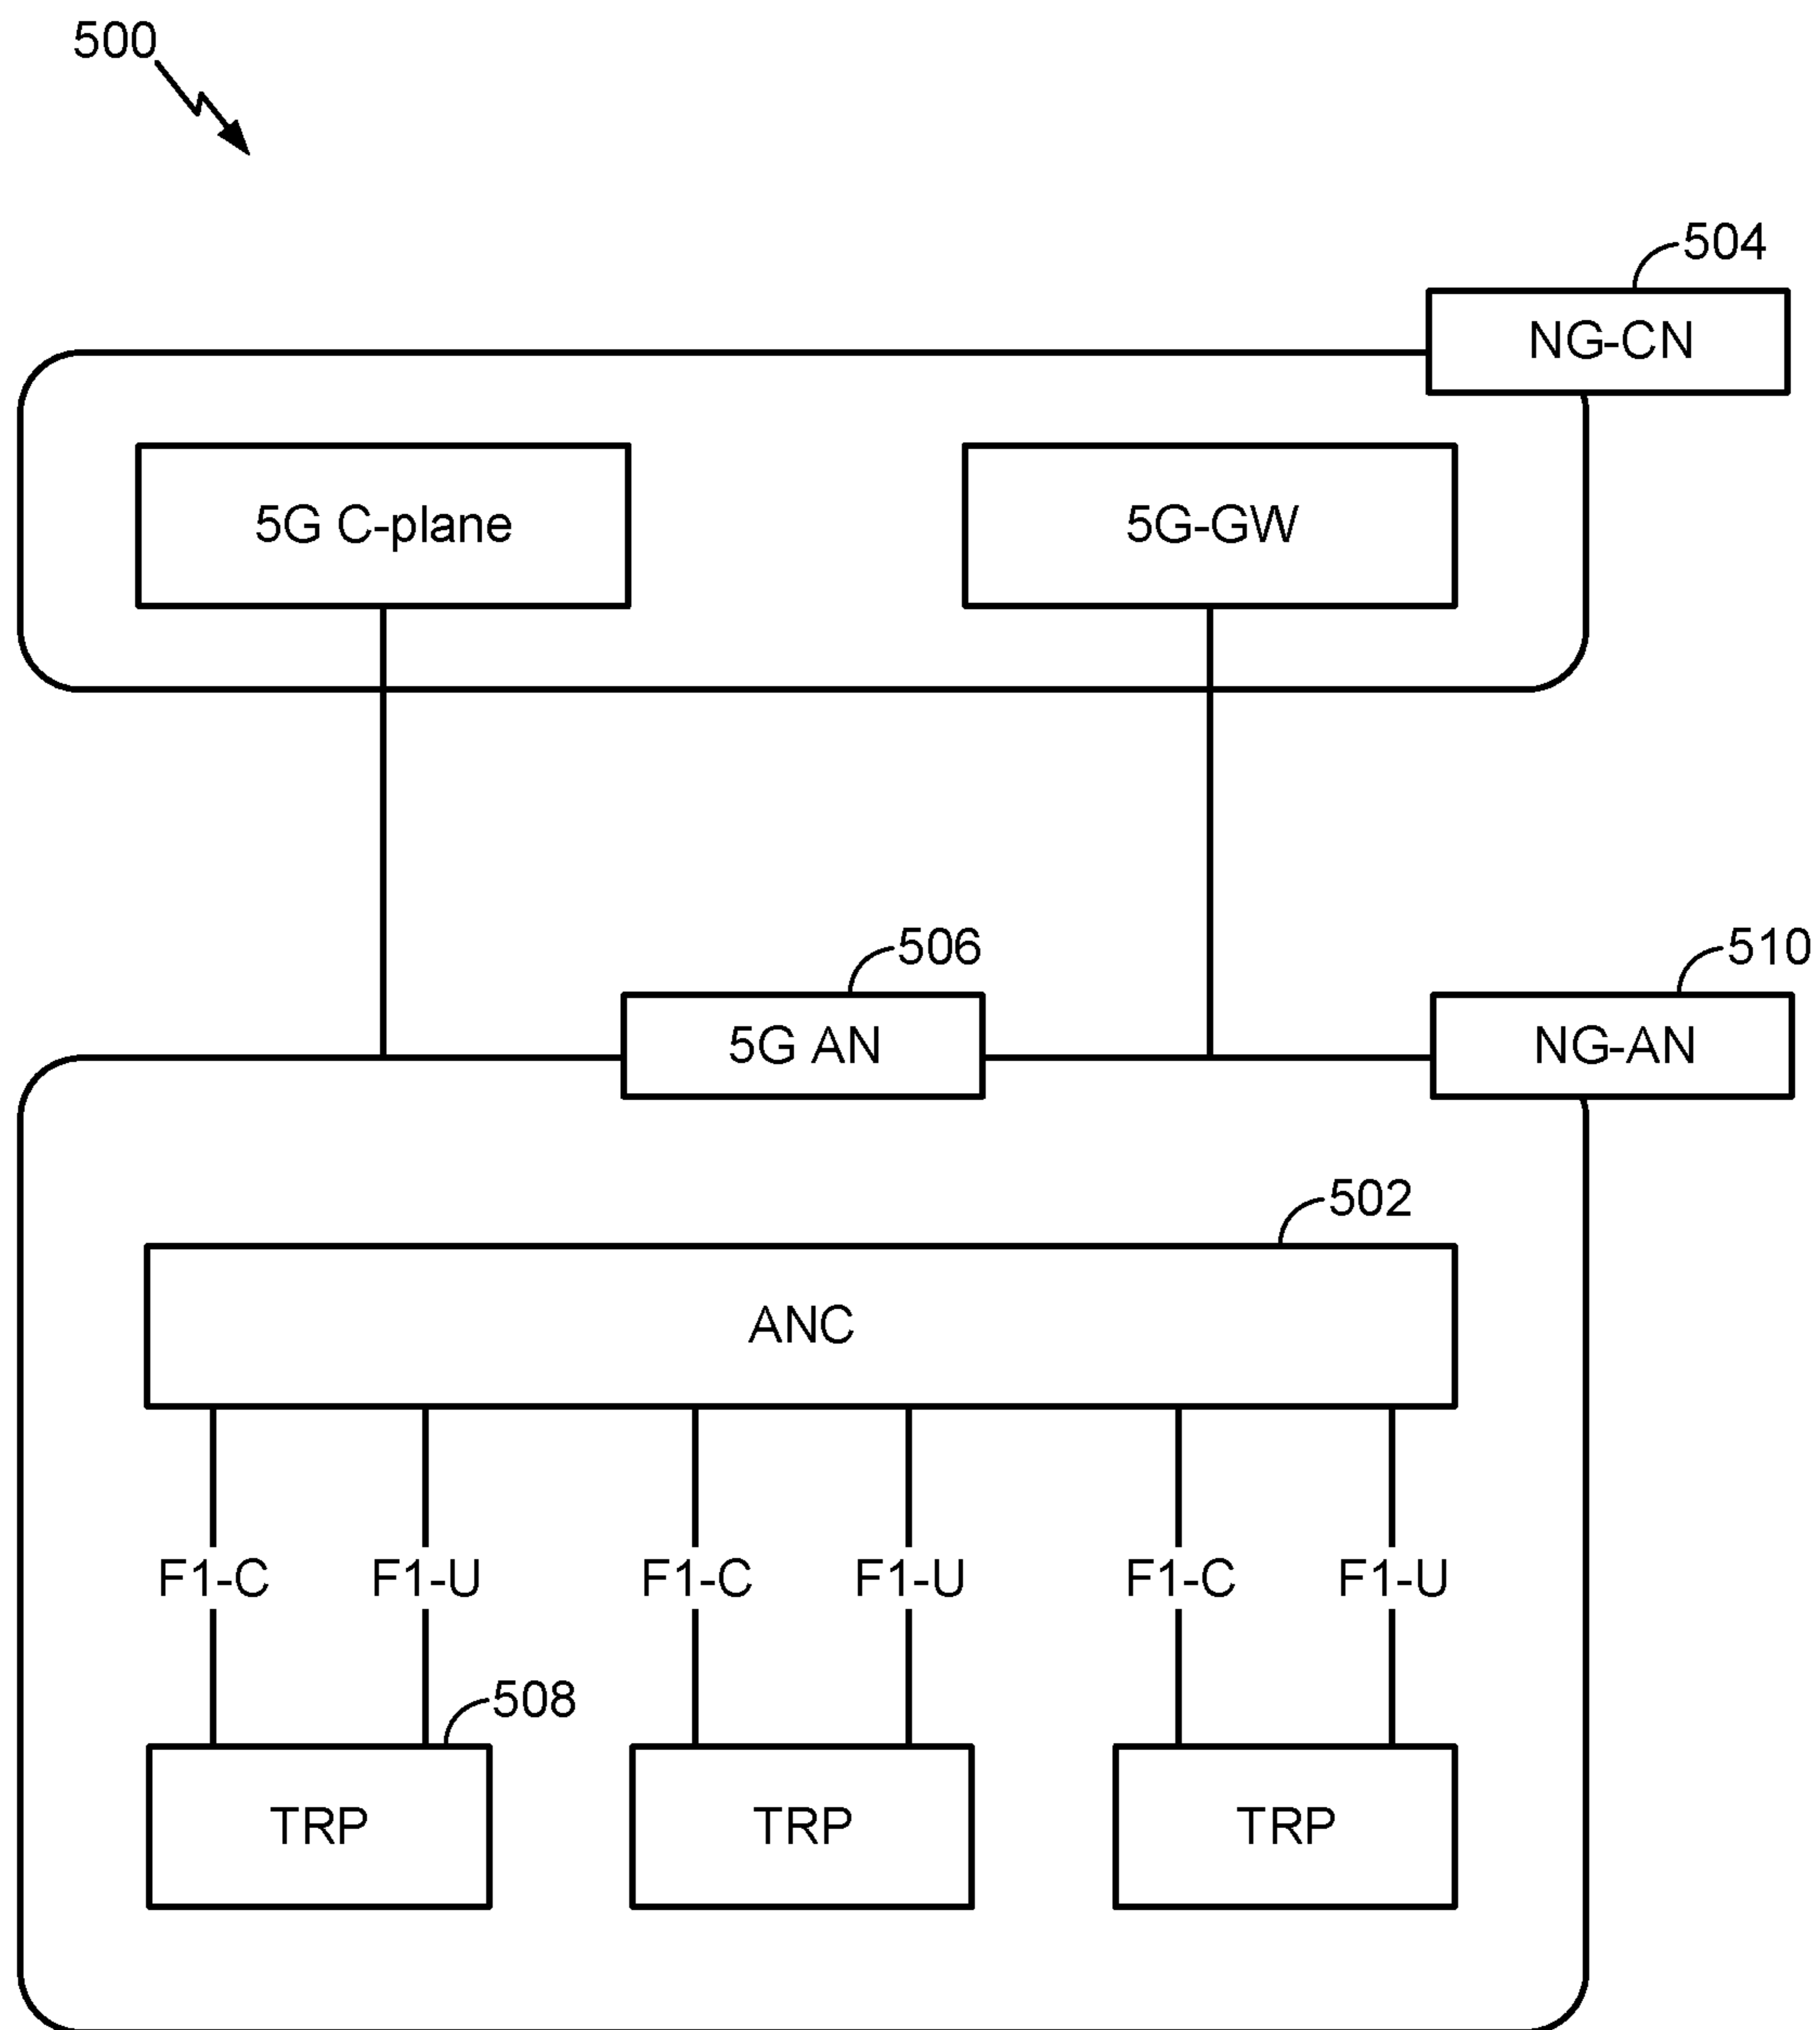 500
504
NG-CN
5G C-plane
5G-GW
506
510
5G AN
NG-AN
502
ANC
F1-C
F1-U
F1-C
F1-U
F1-C
F1-U
508
TRP
TRP
TRP